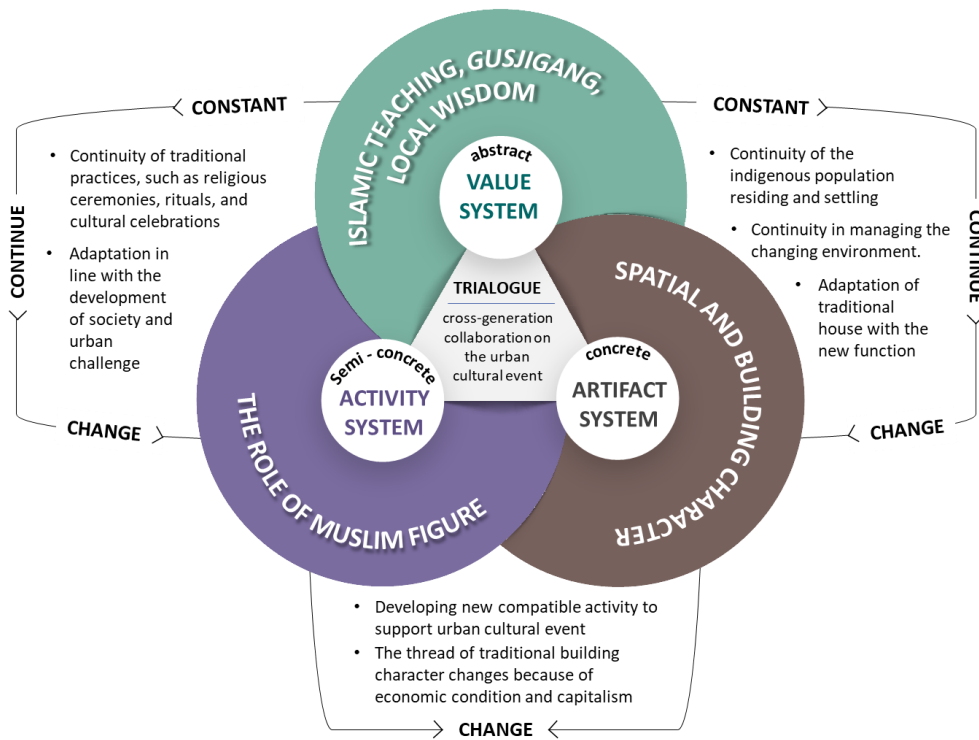 ISLAMIC TEACHING, GUSJIGANG,
LOCAL WISDOM
abstract
VALUE
SYSTEM
CONSTANT
CONTINUE
• Continuity of traditional
practices, such as religious
ceremonies, rituals, and
cultural celebrations
• Adaptation in
line with the
development
of society and
urban
challenge
CHANGE
CONSTANT
CONTINUE
• Continuity of the
indigenous population
residing and settling
• Continuity in managing the
changing environment.
• Adaptation of
traditional
house with the
new function
CHANGE
TRIALOGUE
cross-generation
collaboration on
the urban
cultural event
Semi - concrete
ACTIVITY
SYSTEM
THE ROLE OF MUSLIM FIGURE
concrete
ARTIFACT
SYSTEM
SPATIAL AND BUILDING CHARACTER
• Developing new compatible activity to
support urban cultural event
• The thread of traditional building
character changes because of
economic condition and capitalism
CHANGE